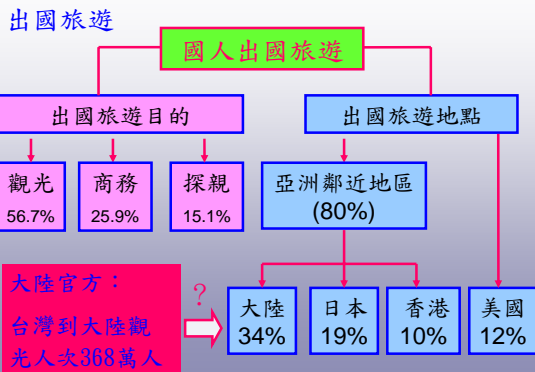 出國旅遊
國人出國旅遊
出國旅遊目的
出國旅遊地點
觀光
56.7%
商務
25.9%
探親
15.1%
亞洲鄰近地區
(80%)
大陸官方：
台灣到大陸觀
光人次368萬人
?
大陸
34%
日本
19%
香港
10%
美國
12%